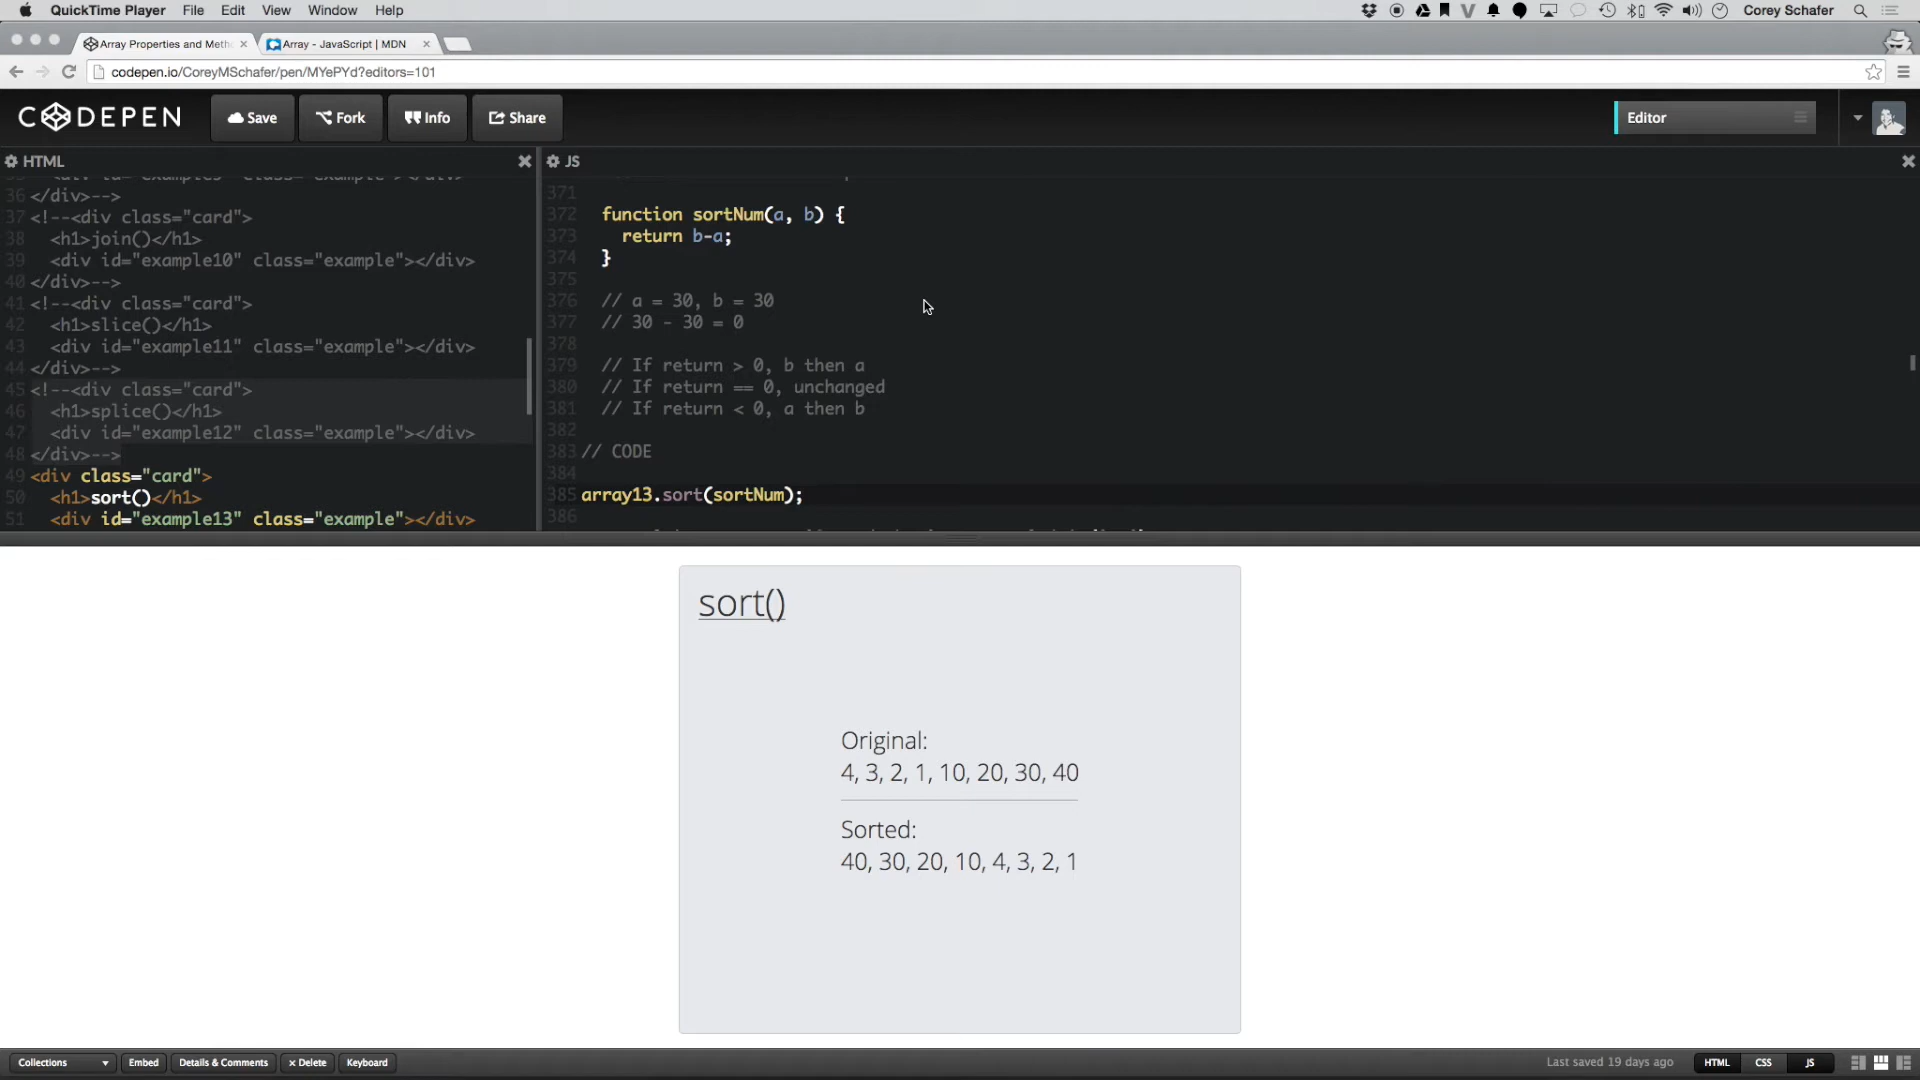 QuickTime Player File Edit View Window Help Corey Schafer
Array Properties and Meth Array - JavaScript | MDN
codepen.io/CoreyMSchafer/pen/MYePYd?editors=101
CODEPEN Save Fork Info Share Editor
HTML
36 </div>-->
37 <!--<div class="card">
38 <h1>join()</h1>
39 <div id="example10" class="example"></div>
40 </div>-->
41 <!--<div class="card">
42 <h1>slice()</h1>
43 <div id="example11" class="example"></div>
44 </div>-->
45 <!--<div class="card">
46 <h1>splice()</h1>
47 <div id="example12" class="example"></div>
48 </div>-->
49 <div class="card">
50 <h1>sort()</h1>
51 <div id="example13" class="example"></div>
JS
371
372 function sortNum(a, b) {
373 return b-a;
374 }
375
376 // a = 30, b = 30
377 // 30 - 30 = 0
378
379 // If return > 0, b then a
380 // If return == 0, unchanged
381 // If return < 0, a then b
382
383 // CODE
384
385 array13.sort(sortNum);
386
sort()
Original:
4, 3, 2, 1, 10, 20, 30, 40
Sorted:
40, 30, 20, 10, 4, 3, 2, 1
Collections Embed Details & Comments × Delete Keyboard Last saved 19 days ago HTML CSS JS